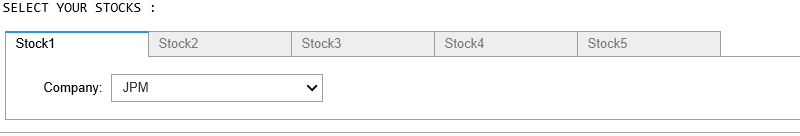 SELECT YOUR STOCKS :
Stock1 Stock2 Stock3 Stock4 Stock5
Company: JPM